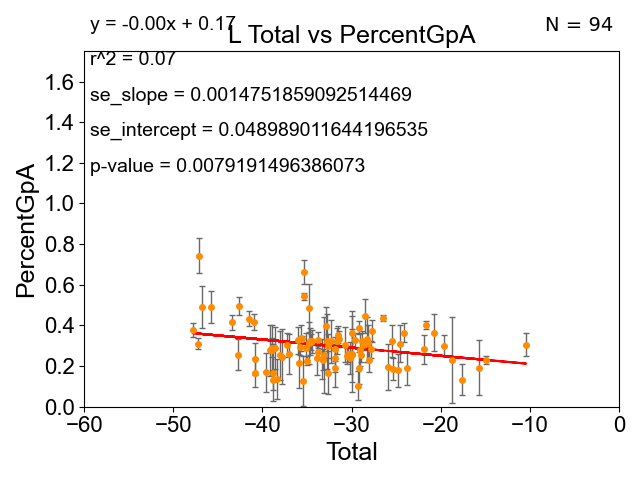 y = -0.00x + 0.17
N = 94
L Total vs PercentGpA
r^2 = 0.07
se_slope = 0.0014751859092514469
se_intercept = 0.048989011644196535
p-value = 0.0079191496386073
1.6
1.4
1.2
1.0
0.8
0.6
0.4
0.2
0.0
PercentGpA
−60 −50 −40 −30 −20 −10 0
Total